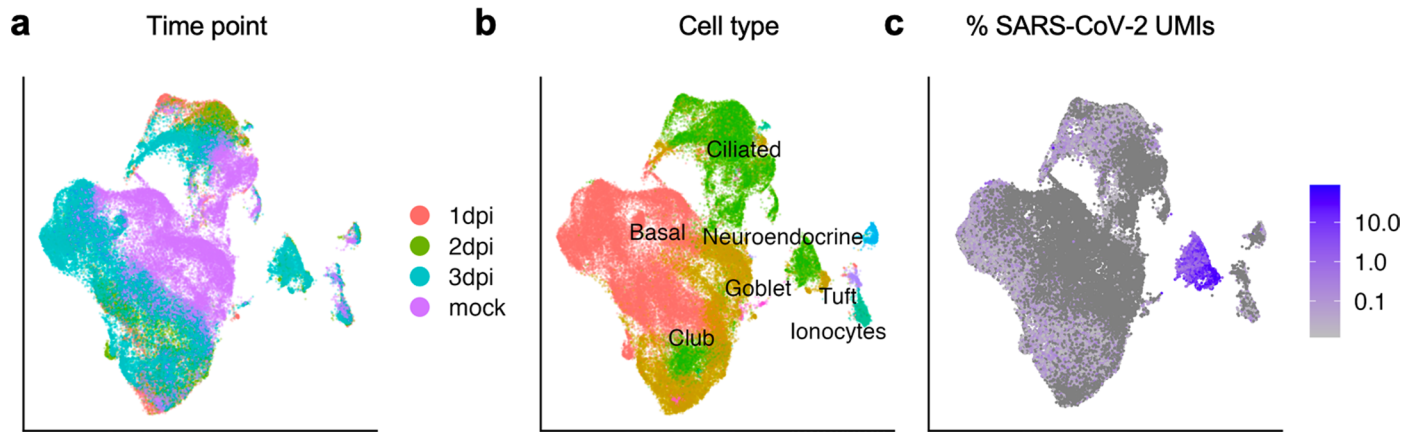 a Time point
1dpi
2dpi
3dpi
mock
b Cell type
Ciliated
Basal
Neuroendocrine
Goblet
Tuft
Ionocytes
Club
c % SARS-CoV-2 UMIs
10.0
1.0
0.1